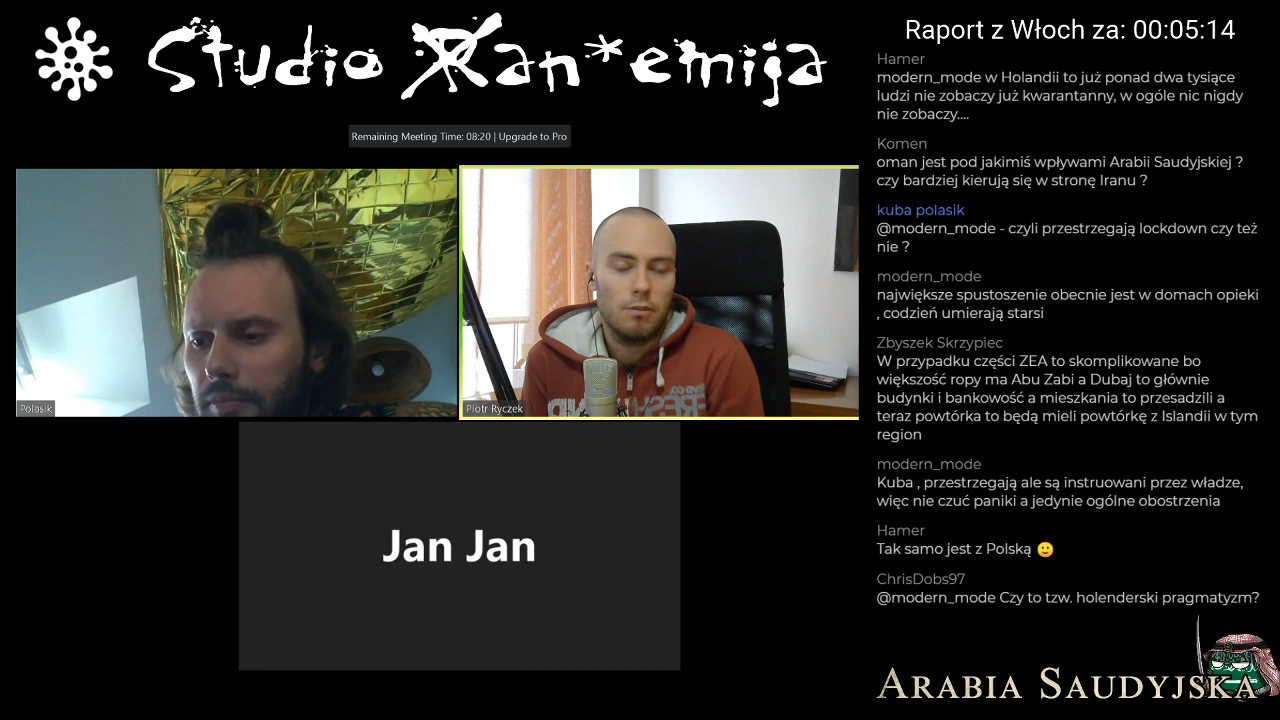 Studio Xan*emija
Remaining Meeting Time: 08:20 | Upgrade to Pro
Polasik
Piotr Ryczek
Jan Jan
Raport z Włoch za: 00:05:14
Hamer
modern_mode w Holandii to już ponad dwa tysiące
ludzi nie zobaczy już kwarantanny, w ogóle nic nigdy
nie zobaczy....
Komen
oman jest pod jakimiś wpływami Arabii Saudyjskiej ?
czy bardziej kierują się w stronę Iranu ?
kuba polasik
@modern_mode - czyli przestrzegają lockdown czy też
nie ?
modern_mode
największe spustoszenie obecnie jest w domach opieki
, codzień umierają starsi
Zbyszek Skrzypiec
W przypadku części ZEA to skomplikowane bo
większość ropy ma Abu Zabi a Dubaj to głównie
budynki i bankowość a mieszkania to przesadzili a
teraz powtórka to będą mieli powtórkę z Islandii w tym
region
modern_mode
Kuba , przestrzegają ale są instruowani przez władze,
więc nie czuć paniki a jedynie ogólne obostrzenia
Hamer
Tak samo jest z Polską 🙂
ChrisDobs97
@modern_mode Czy to tzw. holenderski pragmatyzm?
Arabia Saudyjska